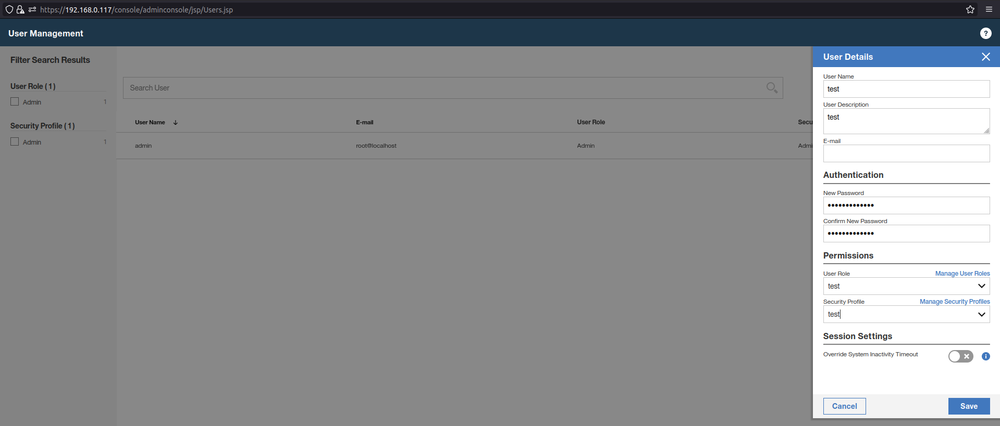 https://192.168.0.117/console/adminconsole/jsp/Users.jsp
User Management
?
Filter Search Results
User Role (1)
Admin 1
Security Profile (1)
Admin 1
Search User
User Name E-mail User Role Secu
admin root@localhost Admin Admi
User Details
User Name
test
User Description
test
E-mail
Authentication
New Password
•••••••••••••
Confirm New Password
•••••••••••••
Permissions
User Role Manage User Roles
test
Security Profile Manage Security Profiles
test
Session Settings
Override System Inactivity Timeout
i
Cancel Save